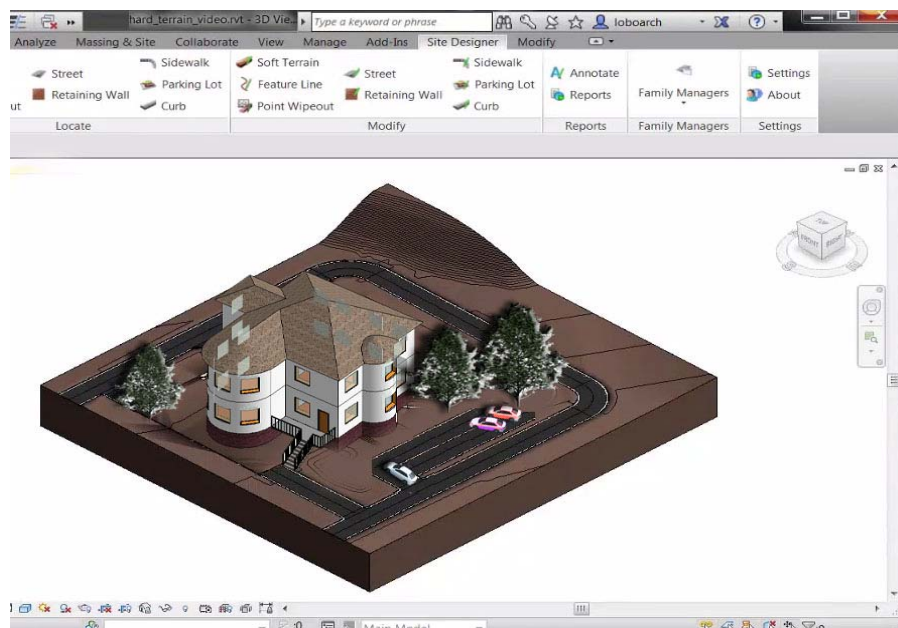 hard_terrain_video.rvt - 3D Vie...
Type a keyword or phrase
loboarch
Analyze Massing & Site Collaborate View Manage Add-Ins Site Designer Modify
Street
Retaining Wall
ut
Sidewalk
Parking Lot
Curb
Locate
Soft Terrain
Feature Line
Point Wipeout
Street
Retaining Wall
Sidewalk
Parking Lot
Curb
Modify
Annotate
Reports
Reports
Family Managers
Family Managers
Settings
About
Settings
TOP
FRONT
RIGHT
Main Model